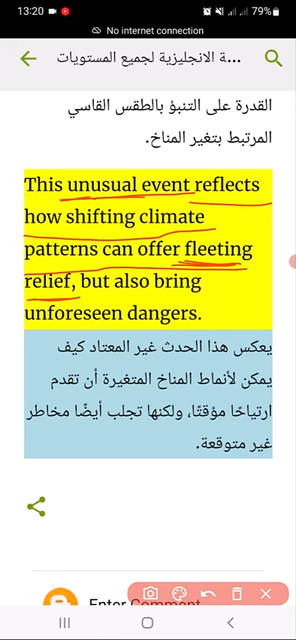 13:20
79%
No internet connection
ة الانجليزية لجميع المستويات...
القدرة على التنبؤ بالطقس القاسي
المرتبط بتغير المناخ.
This unusual event reflects
how shifting climate
patterns can offer fleeting
relief, but also bring
unforeseen dangers.
يعكس هذا الحدث غير المعتاد كيف
يمكن لأنماط المناخ المتغيرة أن تقدم
ارتياحًا مؤقتًا، ولكنها تجلب أيضًا مخاطر
غير متوقعة.
Enter Comment